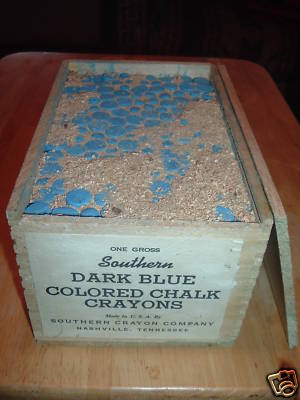 ONE GROSS
Southern
DARK BLUE
COLORED CHALK
CRAYONS
Made in U.S.A. By
SOUTHERN CRAYON COMPANY
NASHVILLE, TENNESSEE